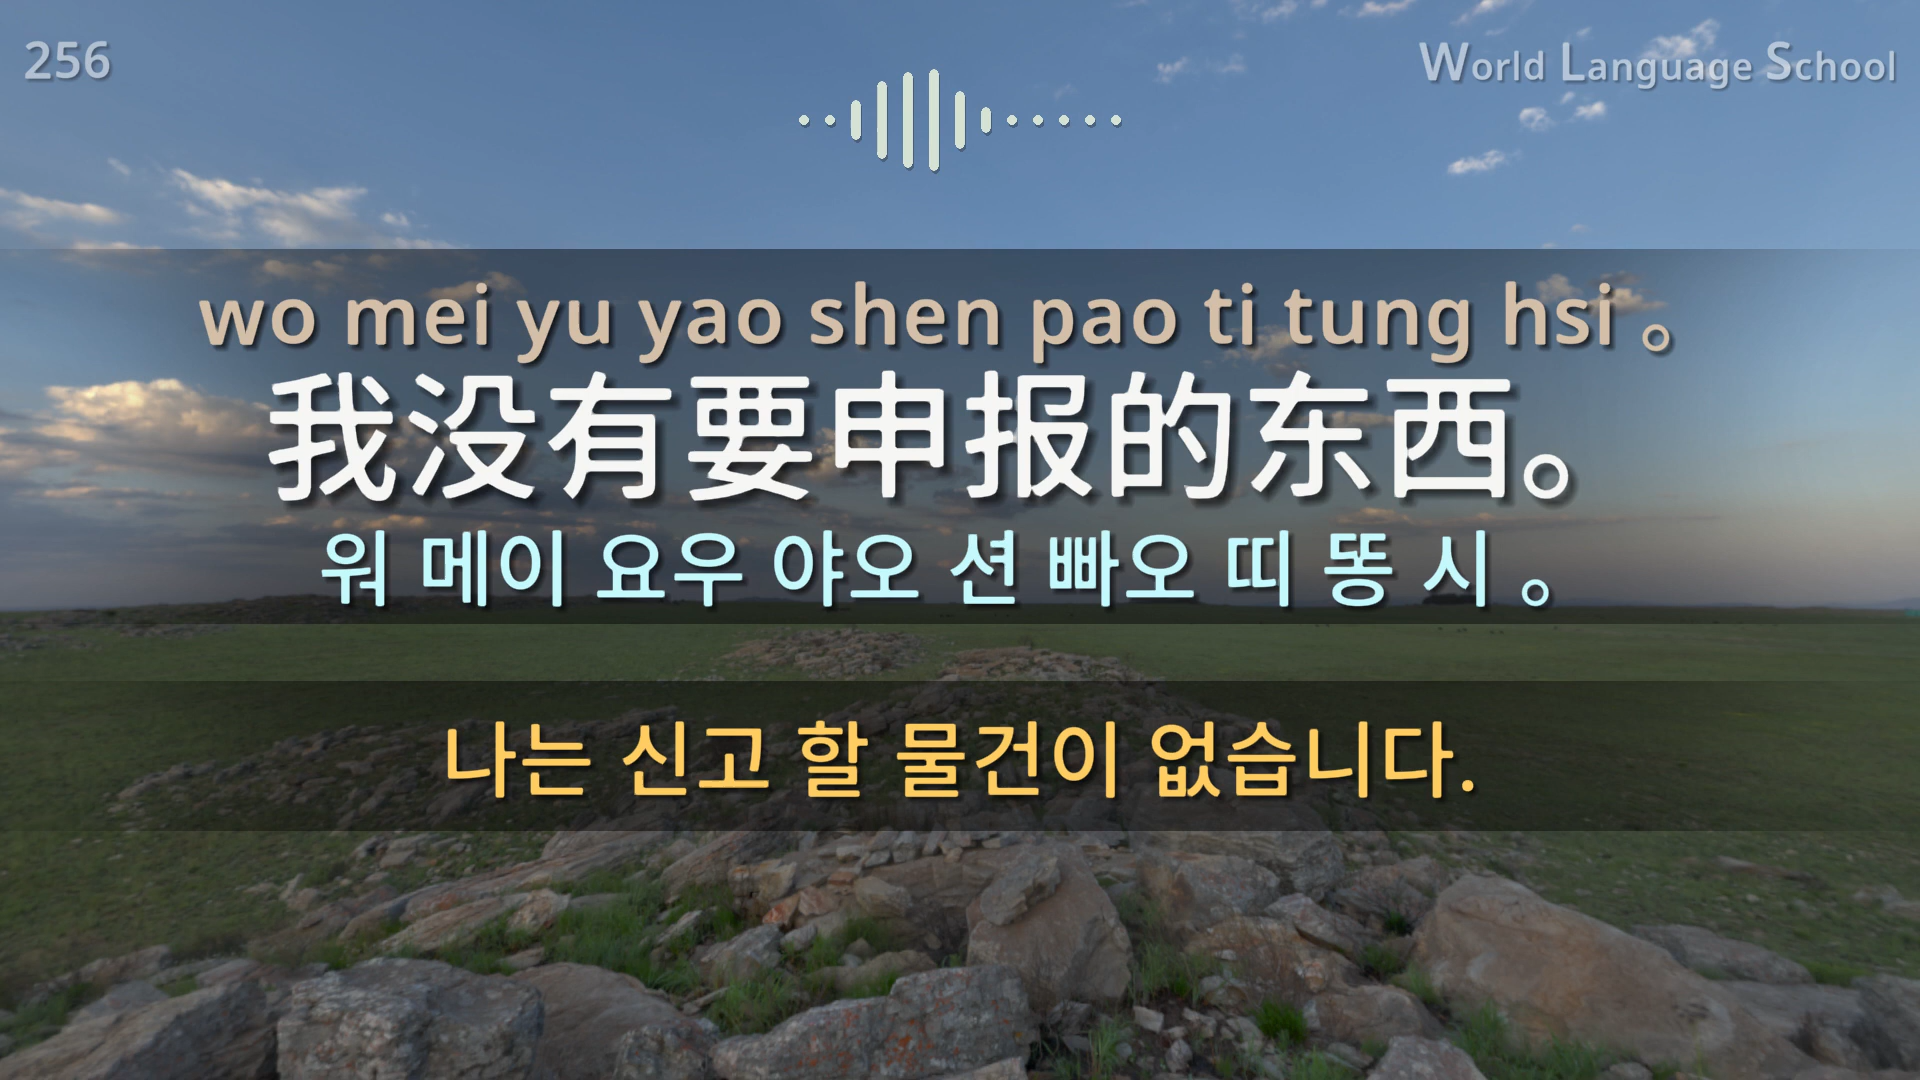 256
World Language School
wo mei yu yao shen pao ti tung hsi 。
我没有要申报的东西。
워 메이 요우 야오 션 빠오 띠 똥 시 。
나는 신고 할 물건이 없습니다.